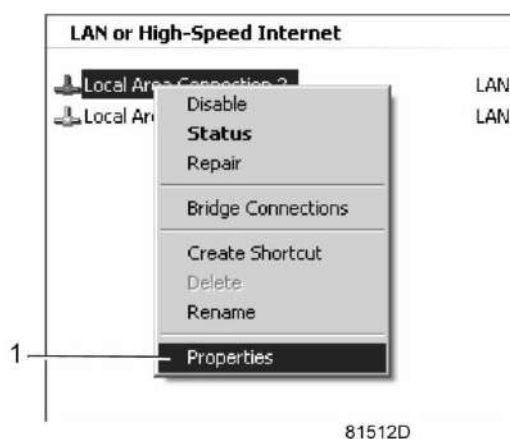 LAN or High-Speed Internet
Local Area Connection 2 LAN
Local Are LAN
Disable
Status
Repair
Bridge Connections
Create Shortcut
Delete
Rename
1
Properties
81512D